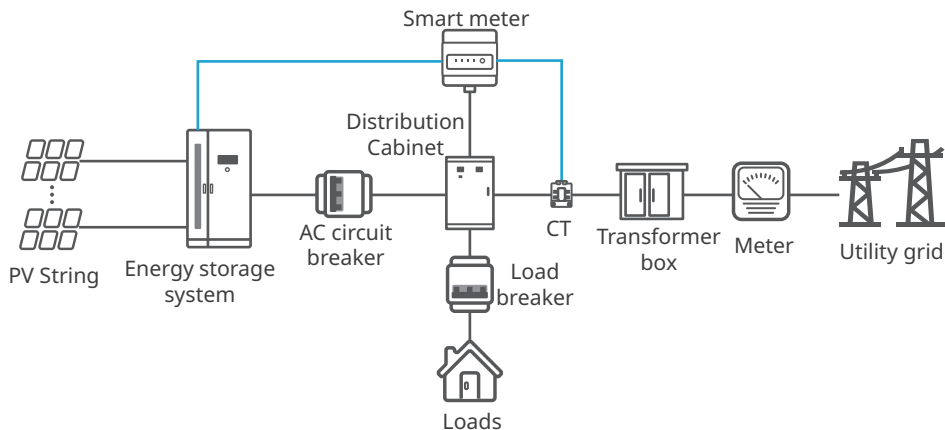 Smart meter
Distribution
Cabinet
PV String
Energy storage
system
AC circuit
breaker
CT
Transformer
box
Meter
Utility grid
Load
breaker
Loads